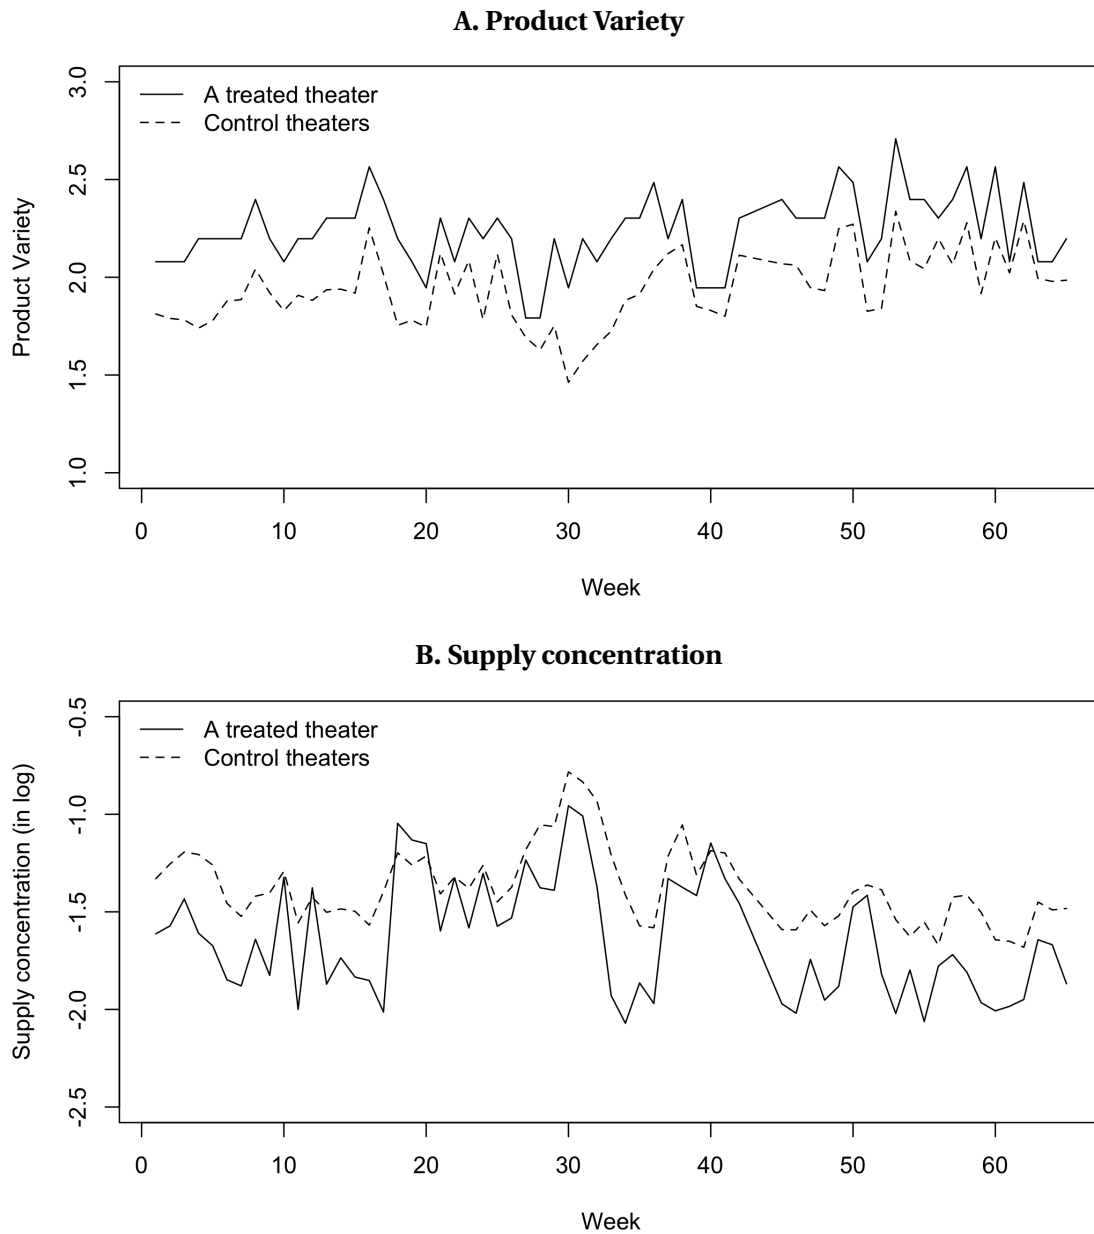 A. Product Variety
A treated theater
Control theaters
Product Variety
3.0
2.5
2.0
1.5
1.0
0 10 20 30 40 50 60
Week
B. Supply concentration
A treated theater
Control theaters
Supply concentration (in log)
-0.5
-1.0
-1.5
-2.0
-2.5
0 10 20 30 40 50 60
Week